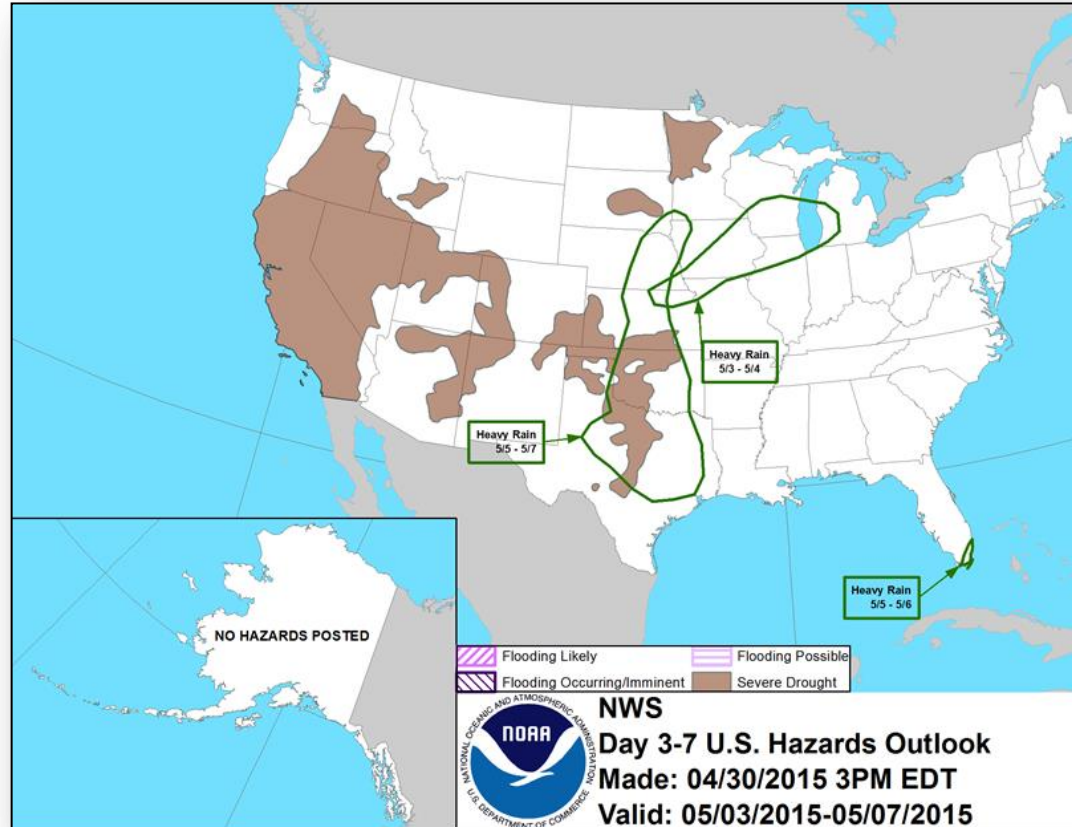 Heavy Rain
5/3 - 5/4
Heavy Rain
5/5 - 5/7
Heavy Rain
5/5 - 5/6
NO HAZARDS POSTED
Flooding Likely
Flooding Possible
Flooding Occurring/Imminent
Severe Drought
NATIONAL OCEANIC AND ATMOSPHERIC ADMINISTRATION
NOAA
U.S. DEPARTMENT OF COMMERCE
NWS
Day 3-7 U.S. Hazards Outlook
Made: 04/30/2015 3PM EDT
Valid: 05/03/2015-05/07/2015